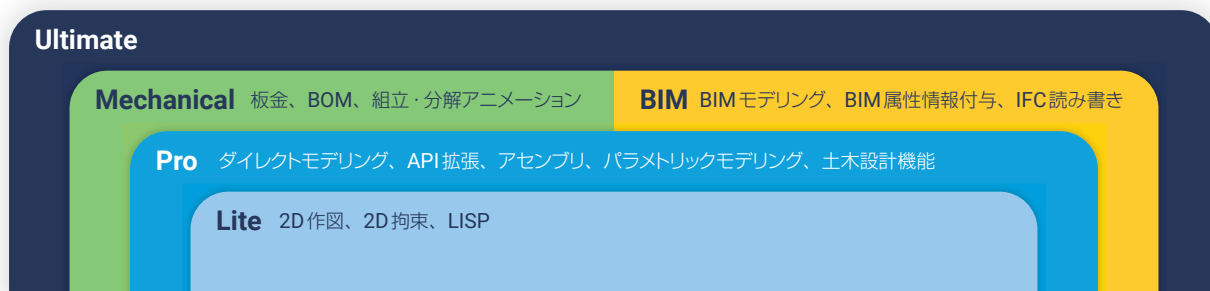 Ultimate
Mechanical 板金、BOM、組立・分解アニメーション
BIM BIMモデリング、BIM属性情報付与、IFC読み書き
Pro ダイレクトモデリング、API拡張、アセンブリ、パラメトリックモデリング、土木設計機能
Lite 2D作図、2D拘束、LISP